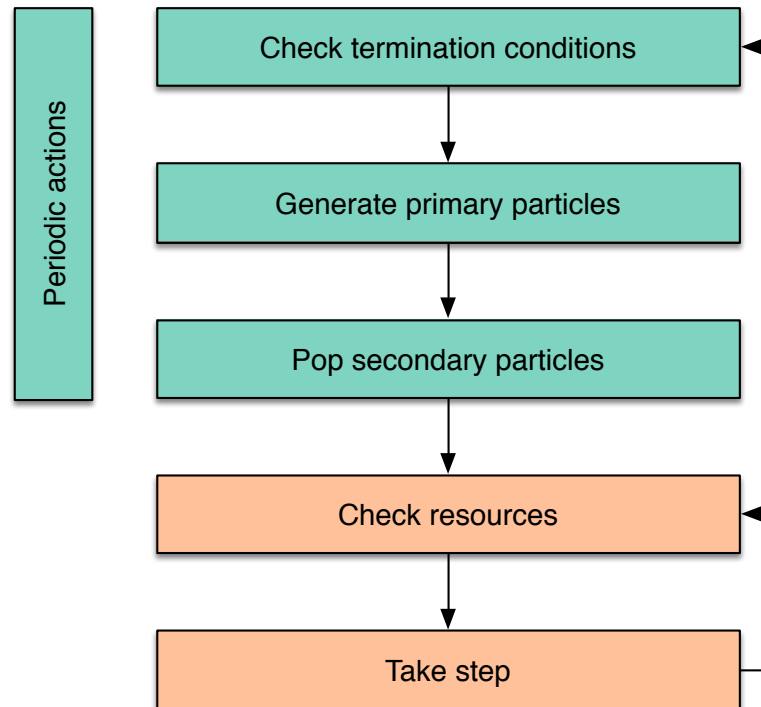 Periodic actions
Check termination conditions
Generate primary particles
Pop secondary particles
Check resources
Take step